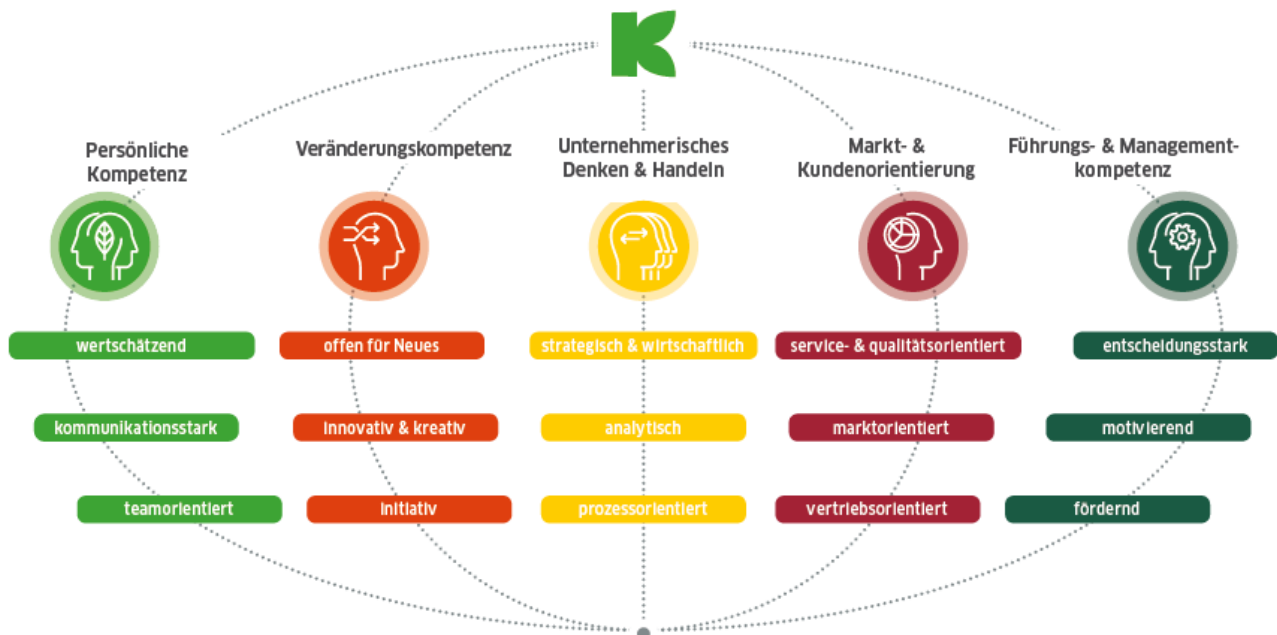 K
Persönliche
Kompetenz
Veränderungskompetenz
Unternehmerisches
Denken & Handeln
Markt- &
Kundenorientierung
Führungs- & Management-
kompetenz
wertschätzend
offen für Neues
strategisch & wirtschaftlich
service- & qualitätsorientiert
entscheidungsstark
kommunikationsstark
innovativ & kreativ
analytisch
marktorientiert
motivierend
teamorientiert
initiativ
prozessorientiert
vertriebsorientiert
fördernd